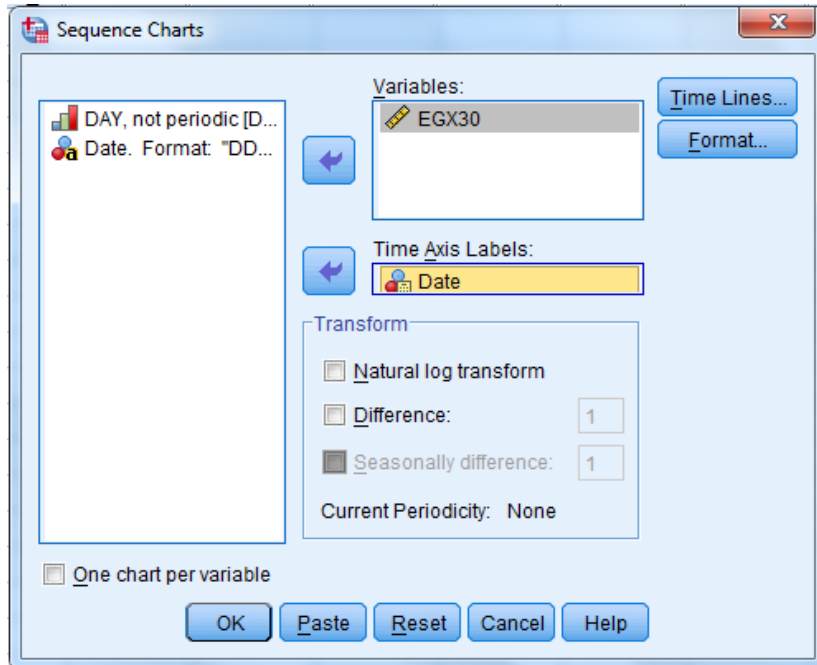 Sequence Charts
Variables:
DAY, not periodic [D...
Date. Format: "DD...
EGX30
Time Lines...
Format...
Time Axis Labels:
Date
Transform
Natural log transform
Difference:
1
Seasonally difference:
1
Current Periodicity: None
One chart per variable
OK
Paste
Reset
Cancel
Help